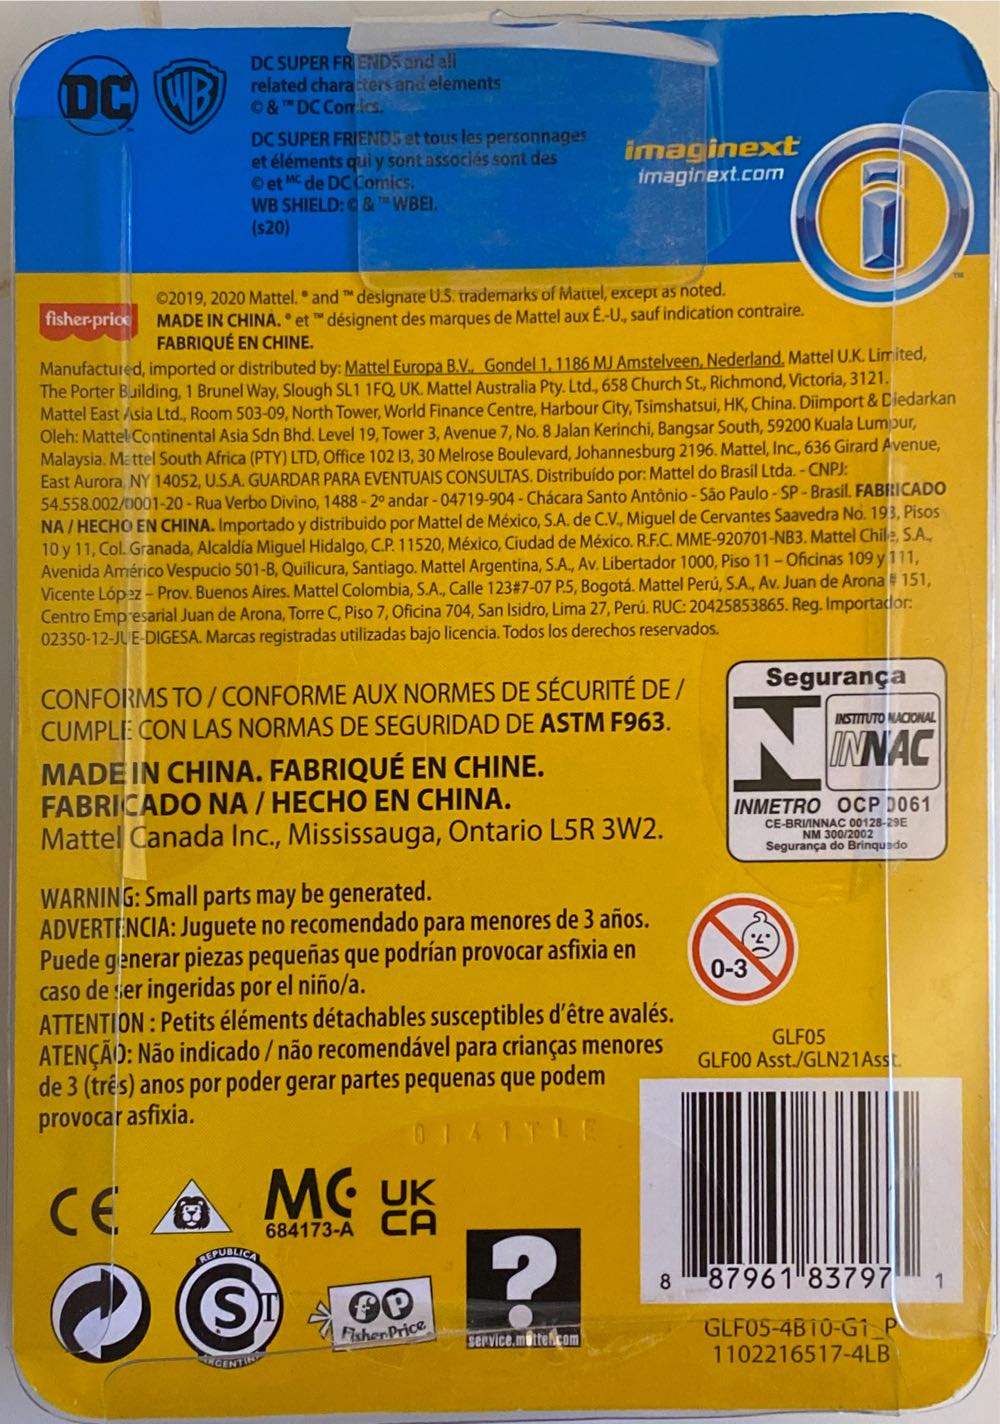 DC
WB
DC SUPER FRIENDS and all
related characters and elements
© & ™ DC Comics.
DC SUPER FRIENDS et tous les personnages
et éléments qui y sont associés sont des
© et MC de DC Comics.
WB SHIELD: © & ™ WBEI.
(s20)
imaginext
imaginext.com
i
™
fisher-price
©2019, 2020 Mattel. ® and ™ designate U.S. trademarks of Mattel, except as noted.
MADE IN CHINA. ® et ™ désignent des marques de Mattel aux É.-U., sauf indication contraire.
FABRIQUÉ EN CHINE.
Manufactured, imported or distributed by: Mattel Europa B.V., Gondel 1, 1186 MJ Amstelveen, Nederland. Mattel U.K. Limited,
The Porter Building, 1 Brunel Way, Slough SL1 1FQ, UK. Mattel Australia Pty. Ltd., 658 Church St., Richmond, Victoria, 3121.
Mattel East Asia Ltd., Room 503-09, North Tower, World Finance Centre, Harbour City, Tsimshatsui, HK, China. Diimport & Diedarkan
Oleh: Mattel Continental Asia Sdn Bhd. Level 19, Tower 3, Avenue 7, No. 8 Jalan Kerinchi, Bangsar South, 59200 Kuala Lumpur,
Malaysia. Mattel South Africa (PTY) LTD, Office 102 I3, 30 Melrose Boulevard, Johannesburg 2196. Mattel, Inc., 636 Girard Avenue,
East Aurora, NY 14052, U.S.A. GUARDAR PARA EVENTUAIS CONSULTAS. Distribuído por: Mattel do Brasil Ltda. - CNPJ:
54.558.002/0001-20 - Rua Verbo Divino, 1488 - 2º andar - 04719-904 - Chácara Santo Antônio - São Paulo - SP - Brasil. FABRICADO
NA / HECHO EN CHINA. Importado y distribuido por Mattel de México, S.A. de C.V., Miguel de Cervantes Saavedra No. 193, Pisos
10 y 11, Col. Granada, Alcaldía Miguel Hidalgo, C.P. 11520, México, Ciudad de México. R.F.C. MME-920701-NB3. Mattel Chile, S.A.,
Avenida Américo Vespucio 501-B, Quilicura, Santiago. Mattel Argentina, S.A., Av. Libertador 1000, Piso 11 – Oficinas 109 y 111,
Vicente López – Prov. Buenos Aires. Mattel Colombia, S.A., Calle 123#7-07 P.5, Bogotá. Mattel Perú, S.A., Av. Juan de Arona # 151,
Centro Empresarial Juan de Arona, Torre C, Piso 7, Oficina 704, San Isidro, Lima 27, Perú. RUC: 20425853865. Reg. Importador:
02350-12-JUE-DIGESA. Marcas registradas utilizadas bajo licencia. Todos los derechos reservados.
CONFORMS TO / CONFORME AUX NORMES DE SÉCURITÉ DE /
CUMPLE CON LAS NORMAS DE SEGURIDAD DE ASTM F963.
MADE IN CHINA. FABRIQUÉ EN CHINE.
FABRICADO NA / HECHO EN CHINA.
Mattel Canada Inc., Mississauga, Ontario L5R 3W2.
Segurança
INSTITUTO NACIONAL
INNAC
INMETRO OCP 0061
CE-BRI/INNAC 00128-29E
NM 300/2002
Segurança do Brinquedo
WARNING: Small parts may be generated.
ADVERTENCIA: Juguete no recomendado para menores de 3 años.
Puede generar piezas pequeñas que podrían provocar asfixia en
caso de ser ingeridas por el niño/a.
ATTENTION : Petits éléments détachables susceptibles d'être avalés.
ATENÇÃO: Não indicado / não recomendável para crianças menores
de 3 (três) anos por poder gerar partes pequenas que podem
provocar asfixia.
0-3
GLF05
GLF00 Asst./GLN21Asst.
0141TLE
CE
MC
684173-A
UK
CA
REPUBLICA
S T
ARGENTINA
fp
Fisher-Price
?
service.mattel.com
8 87961 83797 1
GLF05-4B10-G1_P
1102216517-4LB